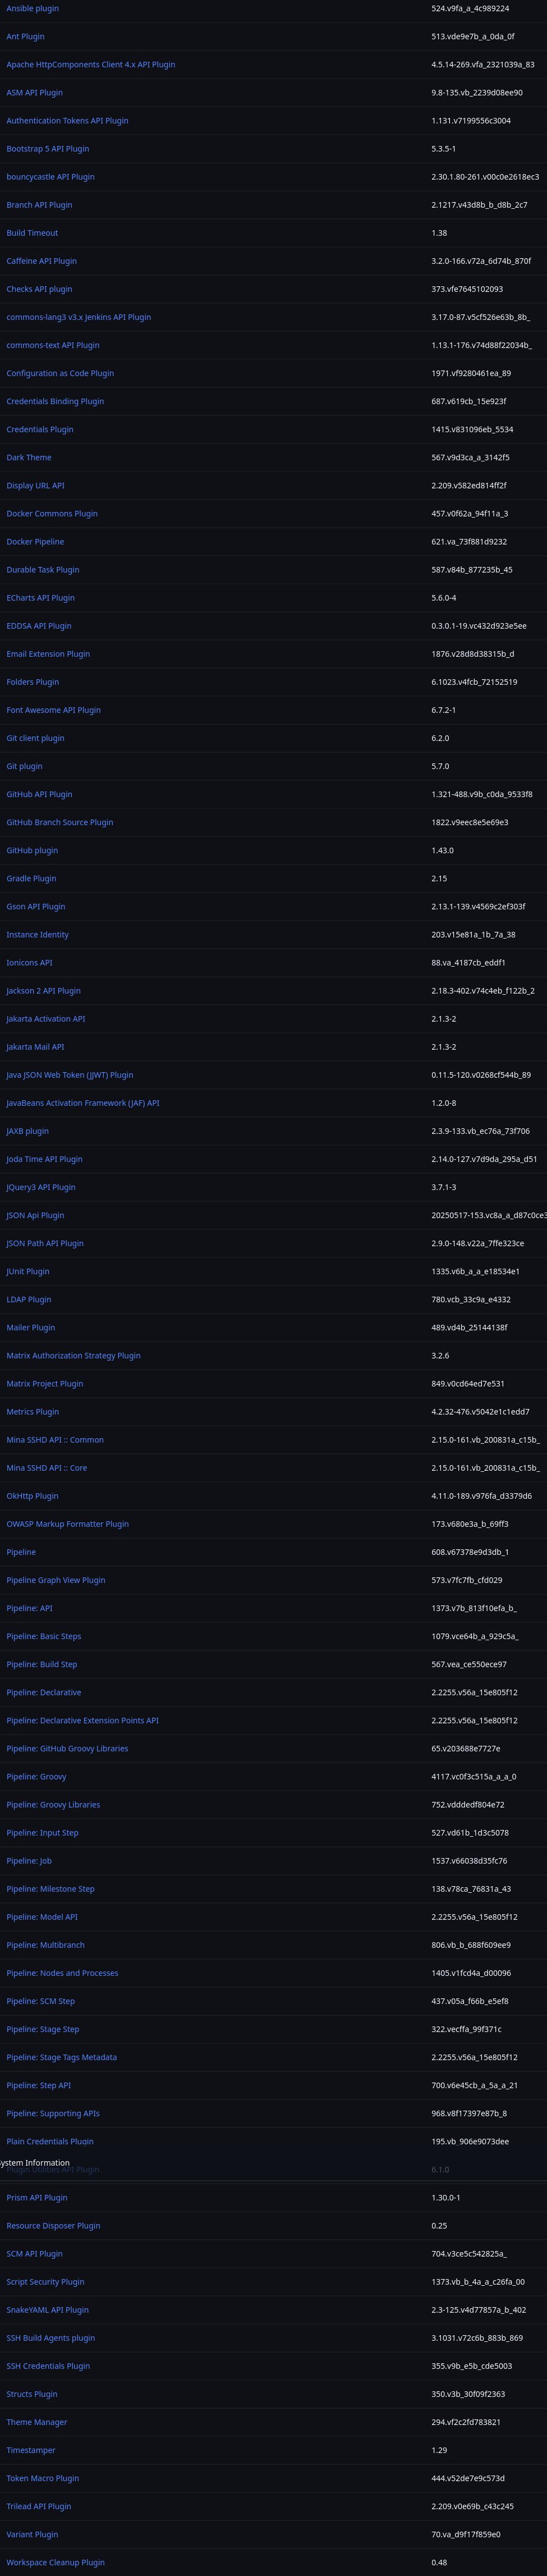 Ansible plugin 524.v9fa_a_4c989224
Ant Plugin 513.vde9e7b_a_0da_0f
Apache HttpComponents Client 4.x API Plugin 4.5.14-269.vfa_2321039a_83
ASM API Plugin 9.8-135.vb_2239d08ee90
Authentication Tokens API Plugin 1.131.v7199556c3004
Bootstrap 5 API Plugin 5.3.5-1
bouncycastle API Plugin 2.30.1.80-261.v00c0e2618ec3
Branch API Plugin 2.1217.v43d8b_b_d8b_2c7
Build Timeout 1.38
Caffeine API Plugin 3.2.0-166.v72a_6d74b_870f
Checks API plugin 373.vfe7645102093
commons-lang3 v3.x Jenkins API Plugin 3.17.0-87.v5cf526e63b_8b_
commons-text API Plugin 1.13.1-176.v74d88f22034b_
Configuration as Code Plugin 1971.vf9280461ea_89
Credentials Binding Plugin 687.v619cb_15e923f
Credentials Plugin 1415.v831096eb_5534
Dark Theme 567.v9d3ca_a_3142f5
Display URL API 2.209.v582ed814ff2f
Docker Commons Plugin 457.v0f62a_94f11a_3
Docker Pipeline 621.va_73f881d9232
Durable Task Plugin 587.v84b_877235b_45
ECharts API Plugin 5.6.0-4
EDDSA API Plugin 0.3.0.1-19.vc432d923e5ee
Email Extension Plugin 1876.v28d8d38315b_d
Folders Plugin 6.1023.v4fcb_72152519
Font Awesome API Plugin 6.7.2-1
Git client plugin 6.2.0
Git plugin 5.7.0
GitHub API Plugin 1.321-488.v9b_c0da_9533f8
GitHub Branch Source Plugin 1822.v9eec8e5e69e3
GitHub plugin 1.43.0
Gradle Plugin 2.15
Gson API Plugin 2.13.1-139.v4569c2ef303f
Instance Identity 203.v15e81a_1b_7a_38
Ionicons API 88.va_4187cb_eddf1
Jackson 2 API Plugin 2.18.3-402.v74c4eb_f122b_2
Jakarta Activation API 2.1.3-2
Jakarta Mail API 2.1.3-2
Java JSON Web Token (JJWT) Plugin 0.11.5-120.v0268cf544b_89
JavaBeans Activation Framework (JAF) API 1.2.0-8
JAXB plugin 2.3.9-133.vb_ec76a_73f706
Joda Time API Plugin 2.14.0-127.v7d9da_295a_d51
JQuery3 API Plugin 3.7.1-3
JSON Api Plugin 20250517-153.vc8a_a_d87c0ce3
JSON Path API Plugin 2.9.0-148.v22a_7ffe323ce
JUnit Plugin 1335.v6b_a_a_e18534e1
LDAP Plugin 780.vcb_33c9a_e4332
Mailer Plugin 489.vd4b_25144138f
Matrix Authorization Strategy Plugin 3.2.6
Matrix Project Plugin 849.v0cd64ed7e531
Metrics Plugin 4.2.32-476.v5042e1c1edd7
Mina SSHD API :: Common 2.15.0-161.vb_200831a_c15b_
Mina SSHD API :: Core 2.15.0-161.vb_200831a_c15b_
OkHttp Plugin 4.11.0-189.v976fa_d3379d6
OWASP Markup Formatter Plugin 173.v680e3a_b_69ff3
Pipeline 608.v67378e9d3db_1
Pipeline Graph View Plugin 573.v7fc7fb_cfd029
Pipeline: API 1373.v7b_813f10efa_b_
Pipeline: Basic Steps 1079.vce64b_a_929c5a_
Pipeline: Build Step 567.vea_ce550ece97
Pipeline: Declarative 2.2255.v56a_15e805f12
Pipeline: Declarative Extension Points API 2.2255.v56a_15e805f12
Pipeline: GitHub Groovy Libraries 65.v203688e7727e
Pipeline: Groovy 4117.vc0f3c515a_a_a_0
Pipeline: Groovy Libraries 752.vdddedf804e72
Pipeline: Input Step 527.vd61b_1d3c5078
Pipeline: Job 1537.v66038d35fc76
Pipeline: Milestone Step 138.v78ca_76831a_43
Pipeline: Model API 2.2255.v56a_15e805f12
Pipeline: Multibranch 806.vb_b_688f609ee9
Pipeline: Nodes and Processes 1405.v1fcd4a_d00096
Pipeline: SCM Step 437.v05a_f66b_e5ef8
Pipeline: Stage Step 322.vecffa_99f371c
Pipeline: Stage Tags Metadata 2.2255.v56a_15e805f12
Pipeline: Step API 700.v6e45cb_a_5a_a_21
Pipeline: Supporting APIs 968.v8f17397e87b_8
Plain Credentials Plugin 195.vb_906e9073dee
System Information
Plugin Utilities API Plugin 6.1.0
Prism API Plugin 1.30.0-1
Resource Disposer Plugin 0.25
SCM API Plugin 704.v3ce5c542825a_
Script Security Plugin 1373.vb_b_4a_a_c26fa_00
SnakeYAML API Plugin 2.3-125.v4d77857a_b_402
SSH Build Agents plugin 3.1031.v72c6b_883b_869
SSH Credentials Plugin 355.v9b_e5b_cde5003
Structs Plugin 350.v3b_30f09f2363
Theme Manager 294.vf2c2fd783821
Timestamper 1.29
Token Macro Plugin 444.v52de7e9c573d
Trilead API Plugin 2.209.v0e69b_c43c245
Variant Plugin 70.va_d9f17f859e0
Workspace Cleanup Plugin 0.48